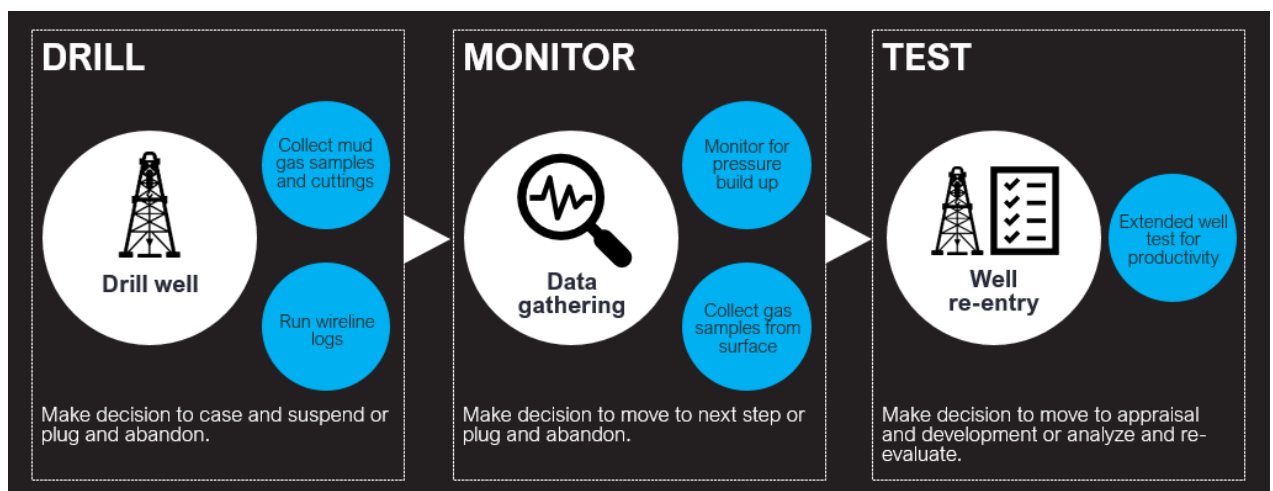 DRILL
Drill well
Collect mud
gas samples
and cuttings
Run wireline
logs
Make decision to case and suspend or
plug and abandon.
MONITOR
Data
gathering
Monitor for
pressure
build up
Collect gas
samples from
surface
Make decision to move to next step or
plug and abandon.
TEST
Well
re-entry
Extended well
test for
productivity
Make decision to move to appraisal
and development or analyze and re-
evaluate.